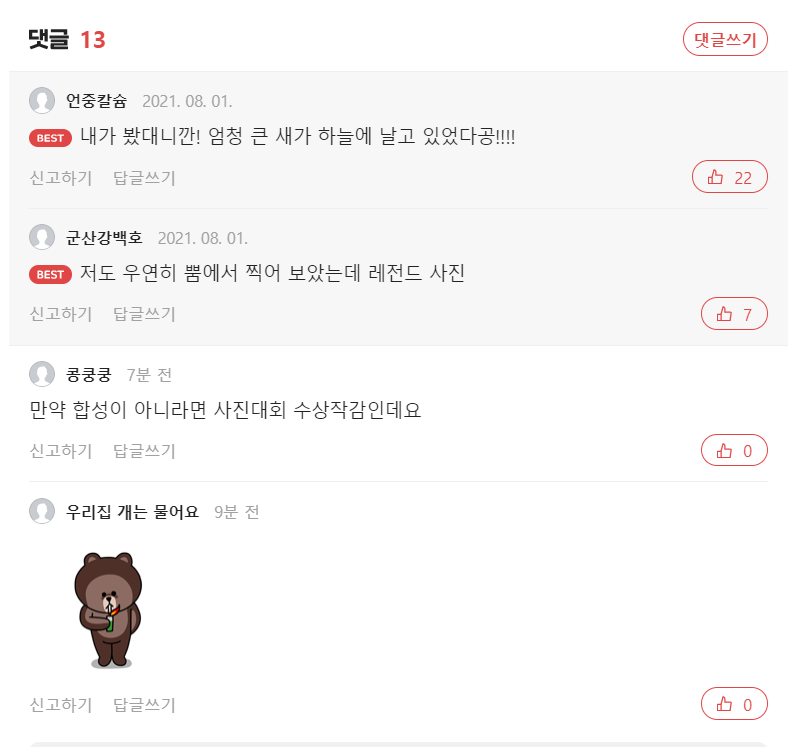 댓글 13 댓글쓰기
언중칼슘 2021. 08. 01.
BEST 내가 봤대니깐! 엄청 큰 새가 하늘에 날고 있었다공!!!!
신고하기 답글쓰기 22
군산강백호 2021. 08. 01.
BEST 저도 우연히 뿜에서 찍어 보았는데 레전드 사진
신고하기 답글쓰기 7
콩쿵쿵 7분 전
만약 합성이 아니라면 사진대회 수상작감인데요
신고하기 답글쓰기 0
우리집 개는 물어요 9분 전
신고하기 답글쓰기 0